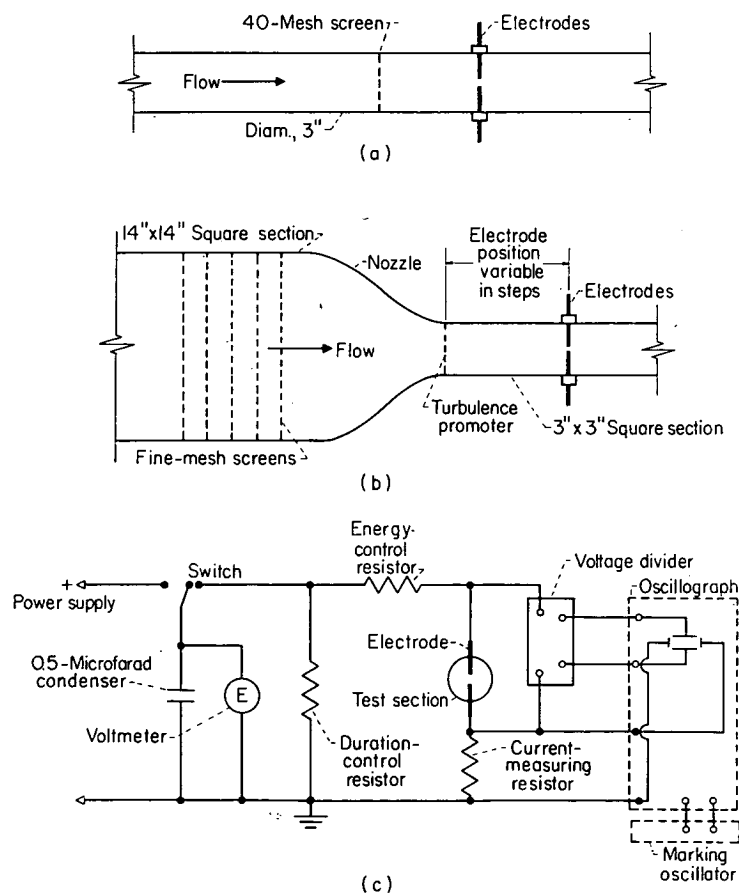 40-Mesh screen
Electrodes
Flow
Diam., 3"
(a)
14"x14" Square section
Nozzle
Electrode
position
variable
in steps
Electrodes
Flow
Turbulence
promoter
3" x 3" Square section
Fine-mesh screens
(b)
Energy-
control
resistor
Switch
Voltage divider
Oscillograph
+
Power supply
Electrode
0.5-Microfarad
condenser
E
Test section
Voltmeter
Duration-
control
resistor
Current-
measuring
resistor
Marking
oscillator
(c)